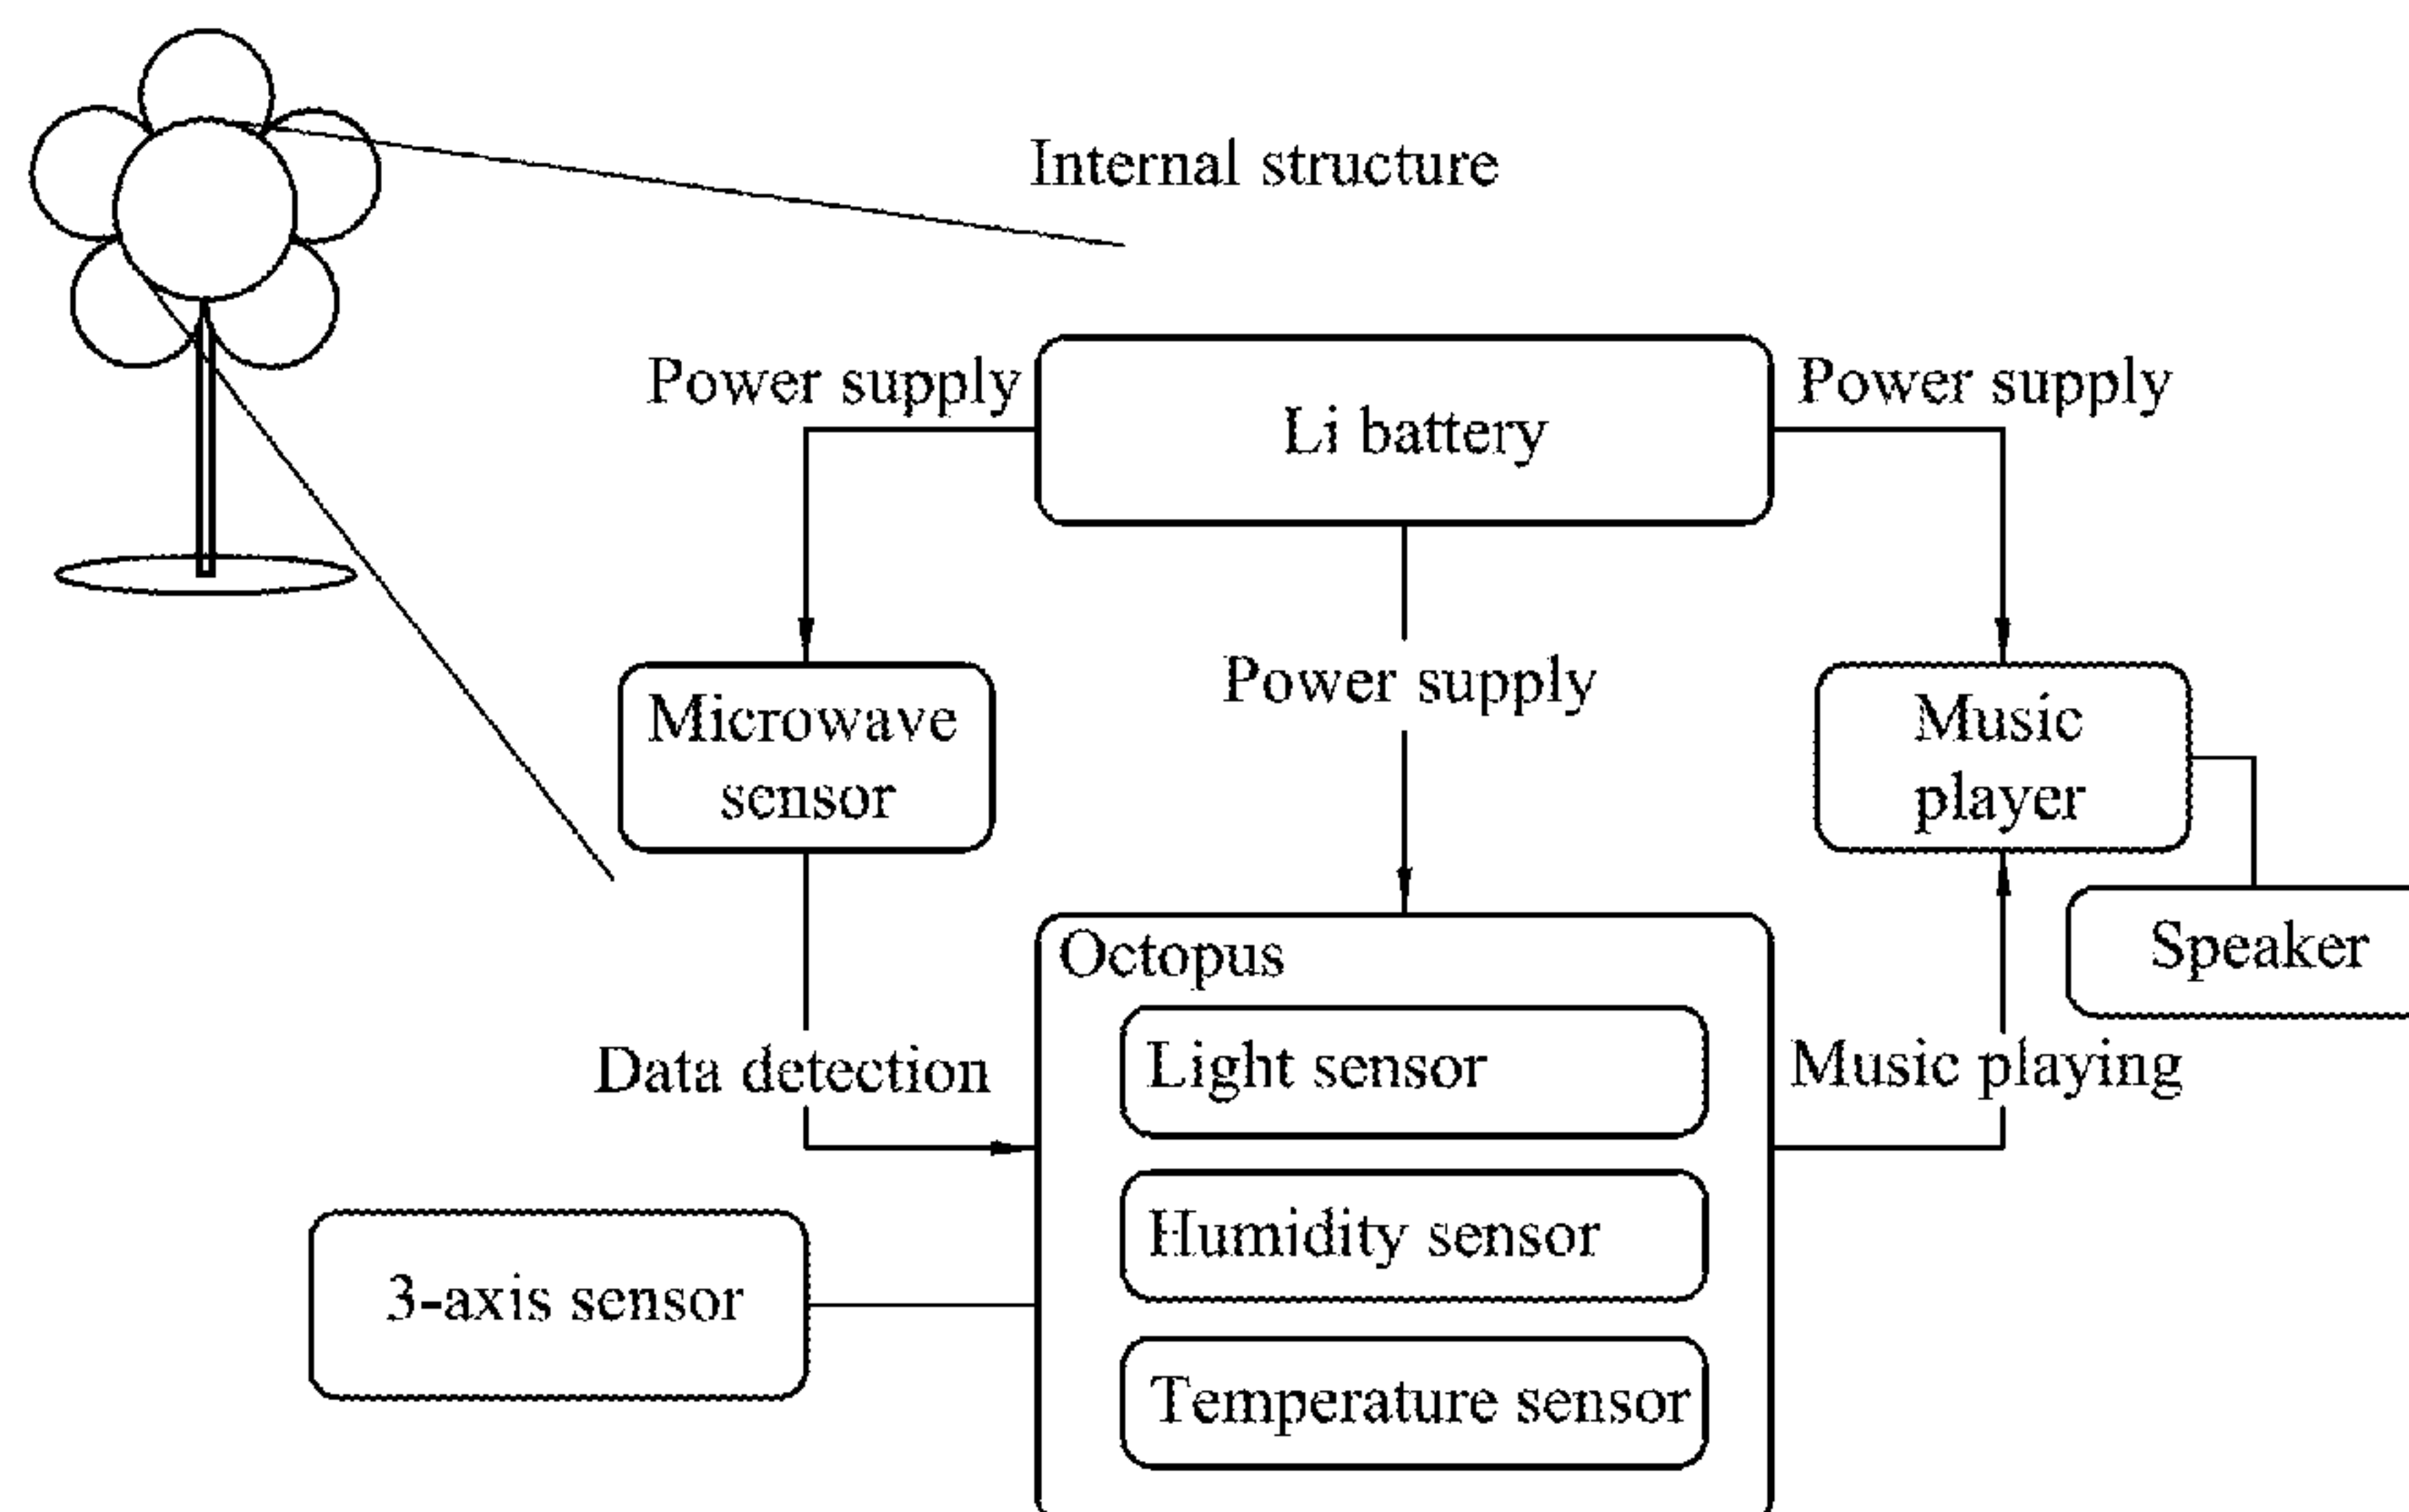 Internal structure
Power supply
Li battery
Power supply
Microwave
sensor
Power supply
Music
player
Speaker
Octopus
Data detection
Light sensor
Music playing
Humidity sensor
3-axis sensor
Temperature sensor